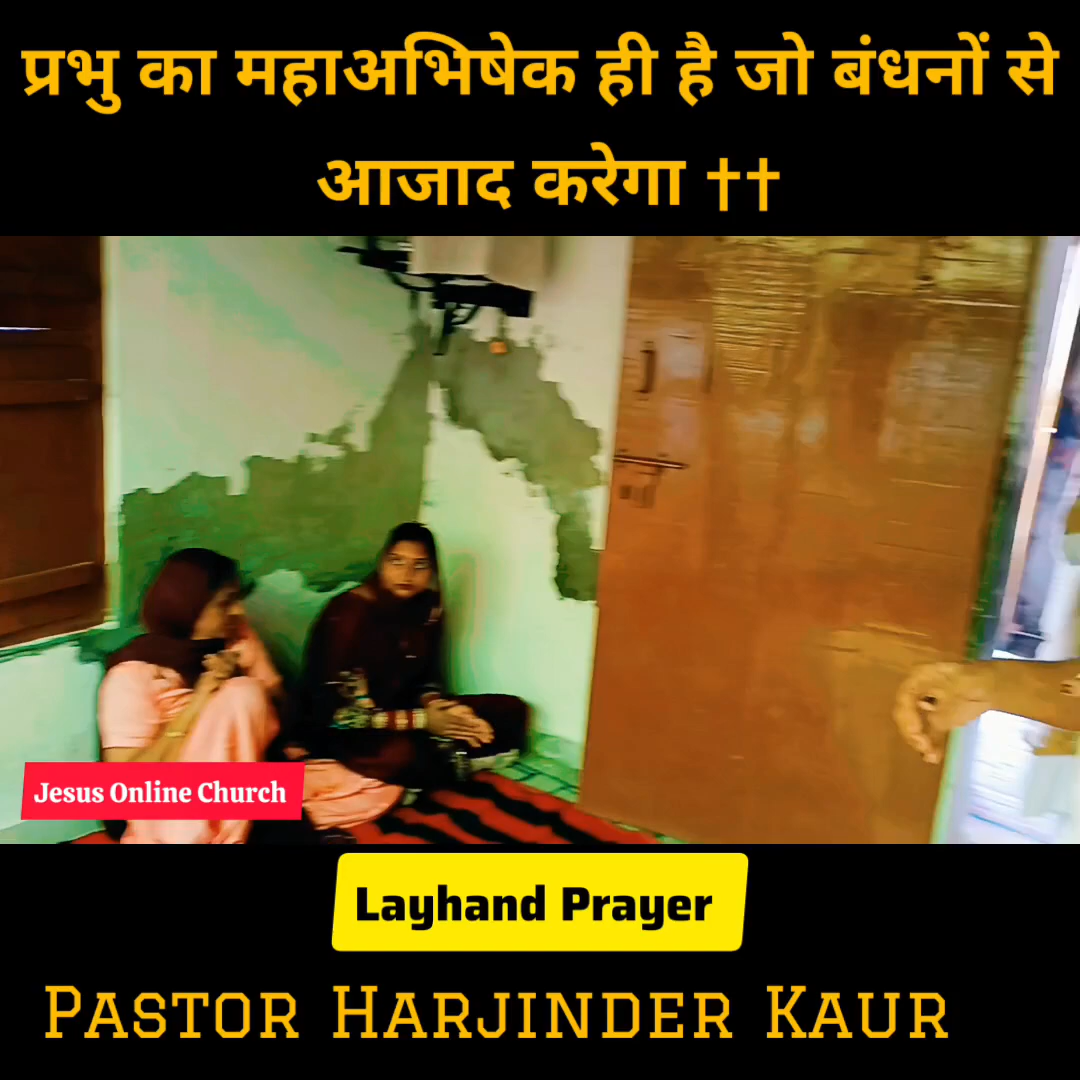 प्रभु का महाअभिषेक ही है जो बंधनों से
आजाद करेगा ††
Jesus Online Church
Layhand Prayer
Pastor Harjinder Kaur